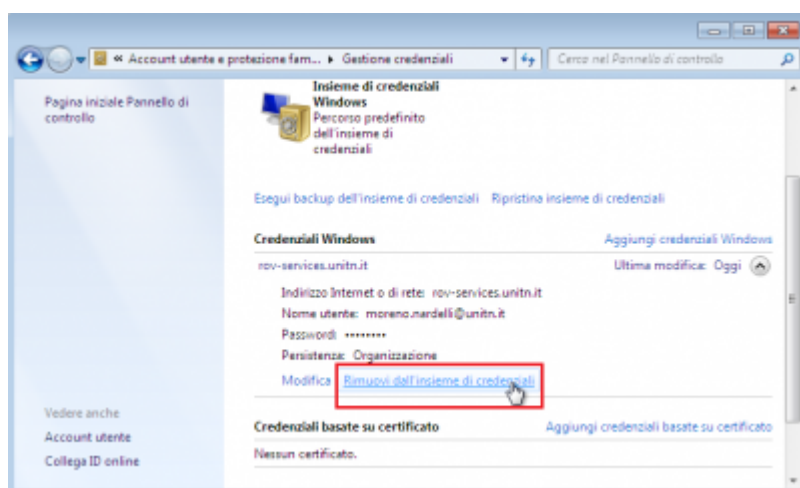 « Account utente e protezione fam... ▸ Gestione credenziali
Cerca nel Pannello di controllo
Pagina iniziale Pannello di
controllo
Insieme di credenziali
Windows
Percorso predefinito
dell'insieme di
credenziali
Esegui backup dell'insieme di credenziali Ripristina insieme di credenziali
Credenziali Windows Aggiungi credenziali Windows
rov-services.unitn.it Ultima modifica: Oggi
Indirizzo Internet o di rete: rov-services.unitn.it
Nome utente: moreno.nardelli@unitn.it
Password: ••••••••
Persistenza: Organizzazione
Modifica Rimuovi dall'insieme di credenziali
Credenziali basate su certificato Aggiungi credenziali basate su certificato
Nessun certificato.
Vedere anche
Account utente
Collega ID online